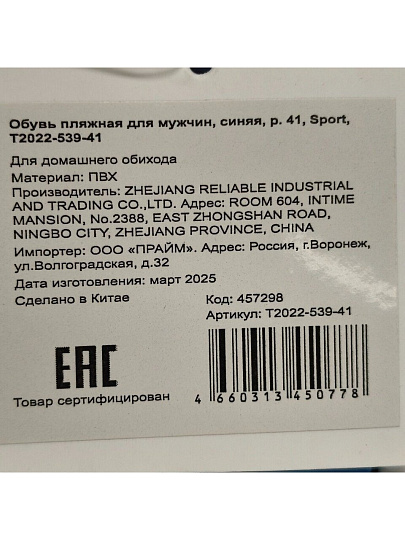 Обувь пляжная для мужчин, синяя, р. 41, Sport,
T2022-539-41
Для домашнего обихода
Материал: ПВХ
Производитель: ZHEJIANG RELIABLE INDUSTRIAL
AND TRADING CO.,LTD. Адрес: ROOM 604, INTIME
MANSION, No.2388, EAST ZHONGSHAN ROAD,
NINGBO CITY, ZHEJIANG PROVINCE, CHINA
Импортер: ООО «ПРАЙМ». Адрес: Россия, г.Воронеж,
ул.Волгоградская, д.32
Дата изготовления: март 2025
Сделано в Китае
Код: 457298
Артикул: T2022-539-41
EAC
Товар сертифицирован
4 660313 450778